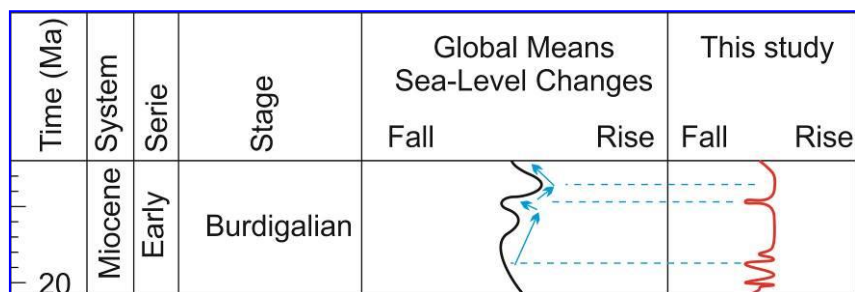 Time (Ma)
System
Serie
Stage
Global Means
Sea-Level Changes
Fall Rise
This study
Fall Rise
Miocene
Early
Burdigalian
20